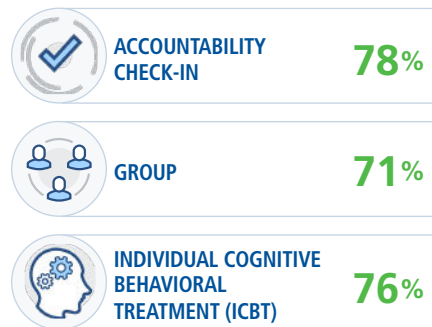 ACCOUNTABILITY
CHECK-IN
78%
GROUP
71%
INDIVIDUAL COGNITIVE
BEHAVIORAL
TREATMENT (ICBT)
76%